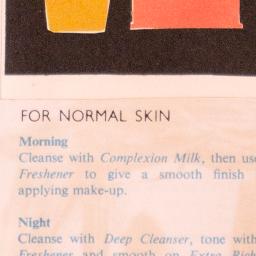 FOR NORMAL SKIN
Morning
Cleanse with Complexion Milk, then use
Freshener to give a smooth finish
applying make-up.
Night
Cleanse with Deep Cleanser, tone with
Freshener and smooth on Extra Rich